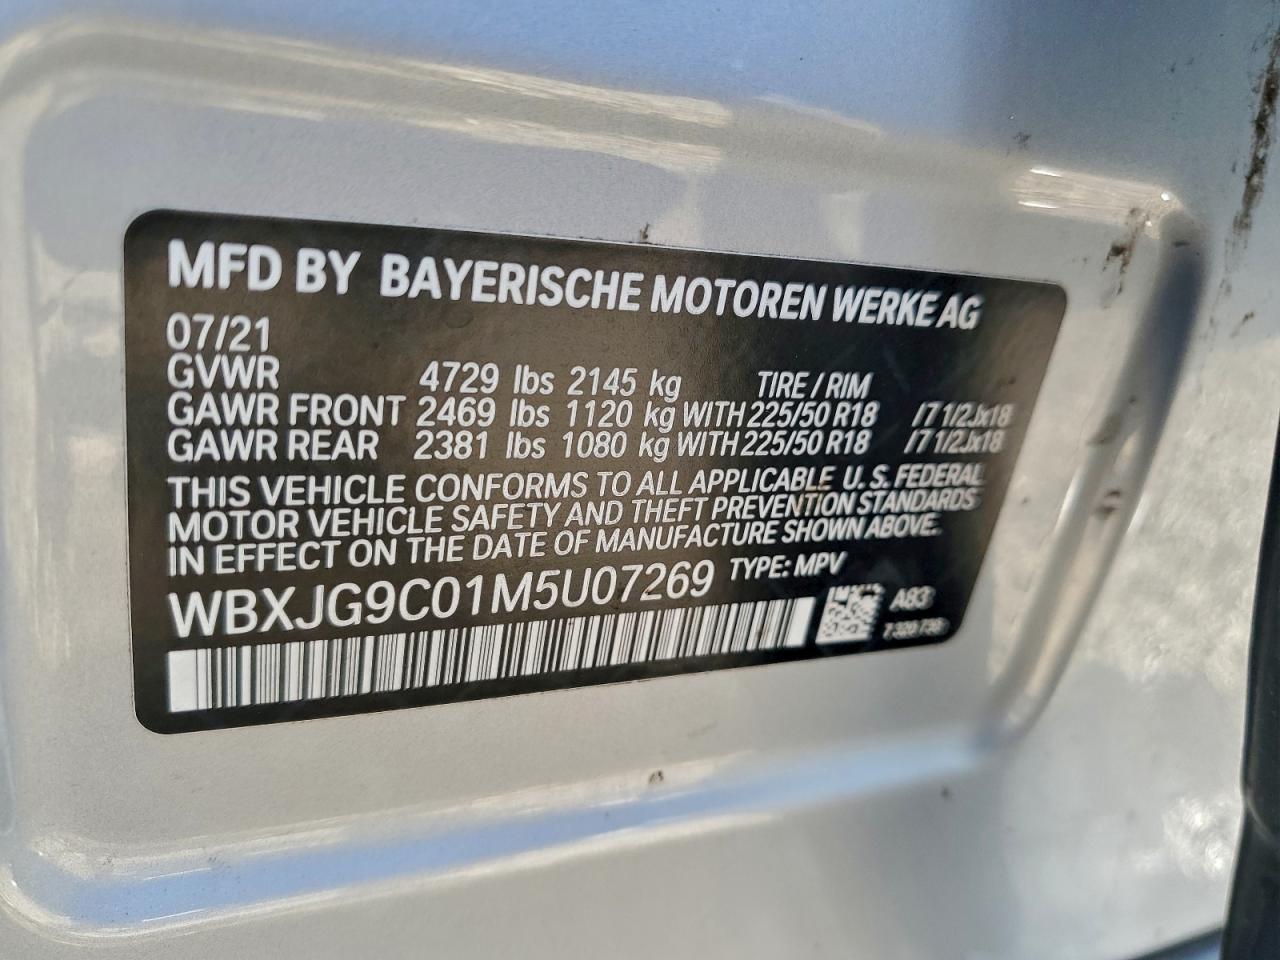 MFD BY BAYERISCHE MOTOREN WERKE AG
07/21
GVWR 4729 lbs 2145 kg TIRE / RIM
GAWR FRONT 2469 lbs 1120 kg WITH 225/50 R18 /7 1/2Jx18
GAWR REAR 2381 lbs 1080 kg WITH 225/50 R18 /7 1/2Jx18
THIS VEHICLE CONFORMS TO ALL APPLICABLE U.S. FEDERAL
MOTOR VEHICLE SAFETY AND THEFT PREVENTION STANDARDS
IN EFFECT ON THE DATE OF MANUFACTURE SHOWN ABOVE.
WBXJG9C01M5U07269 TYPE: MPV
A83